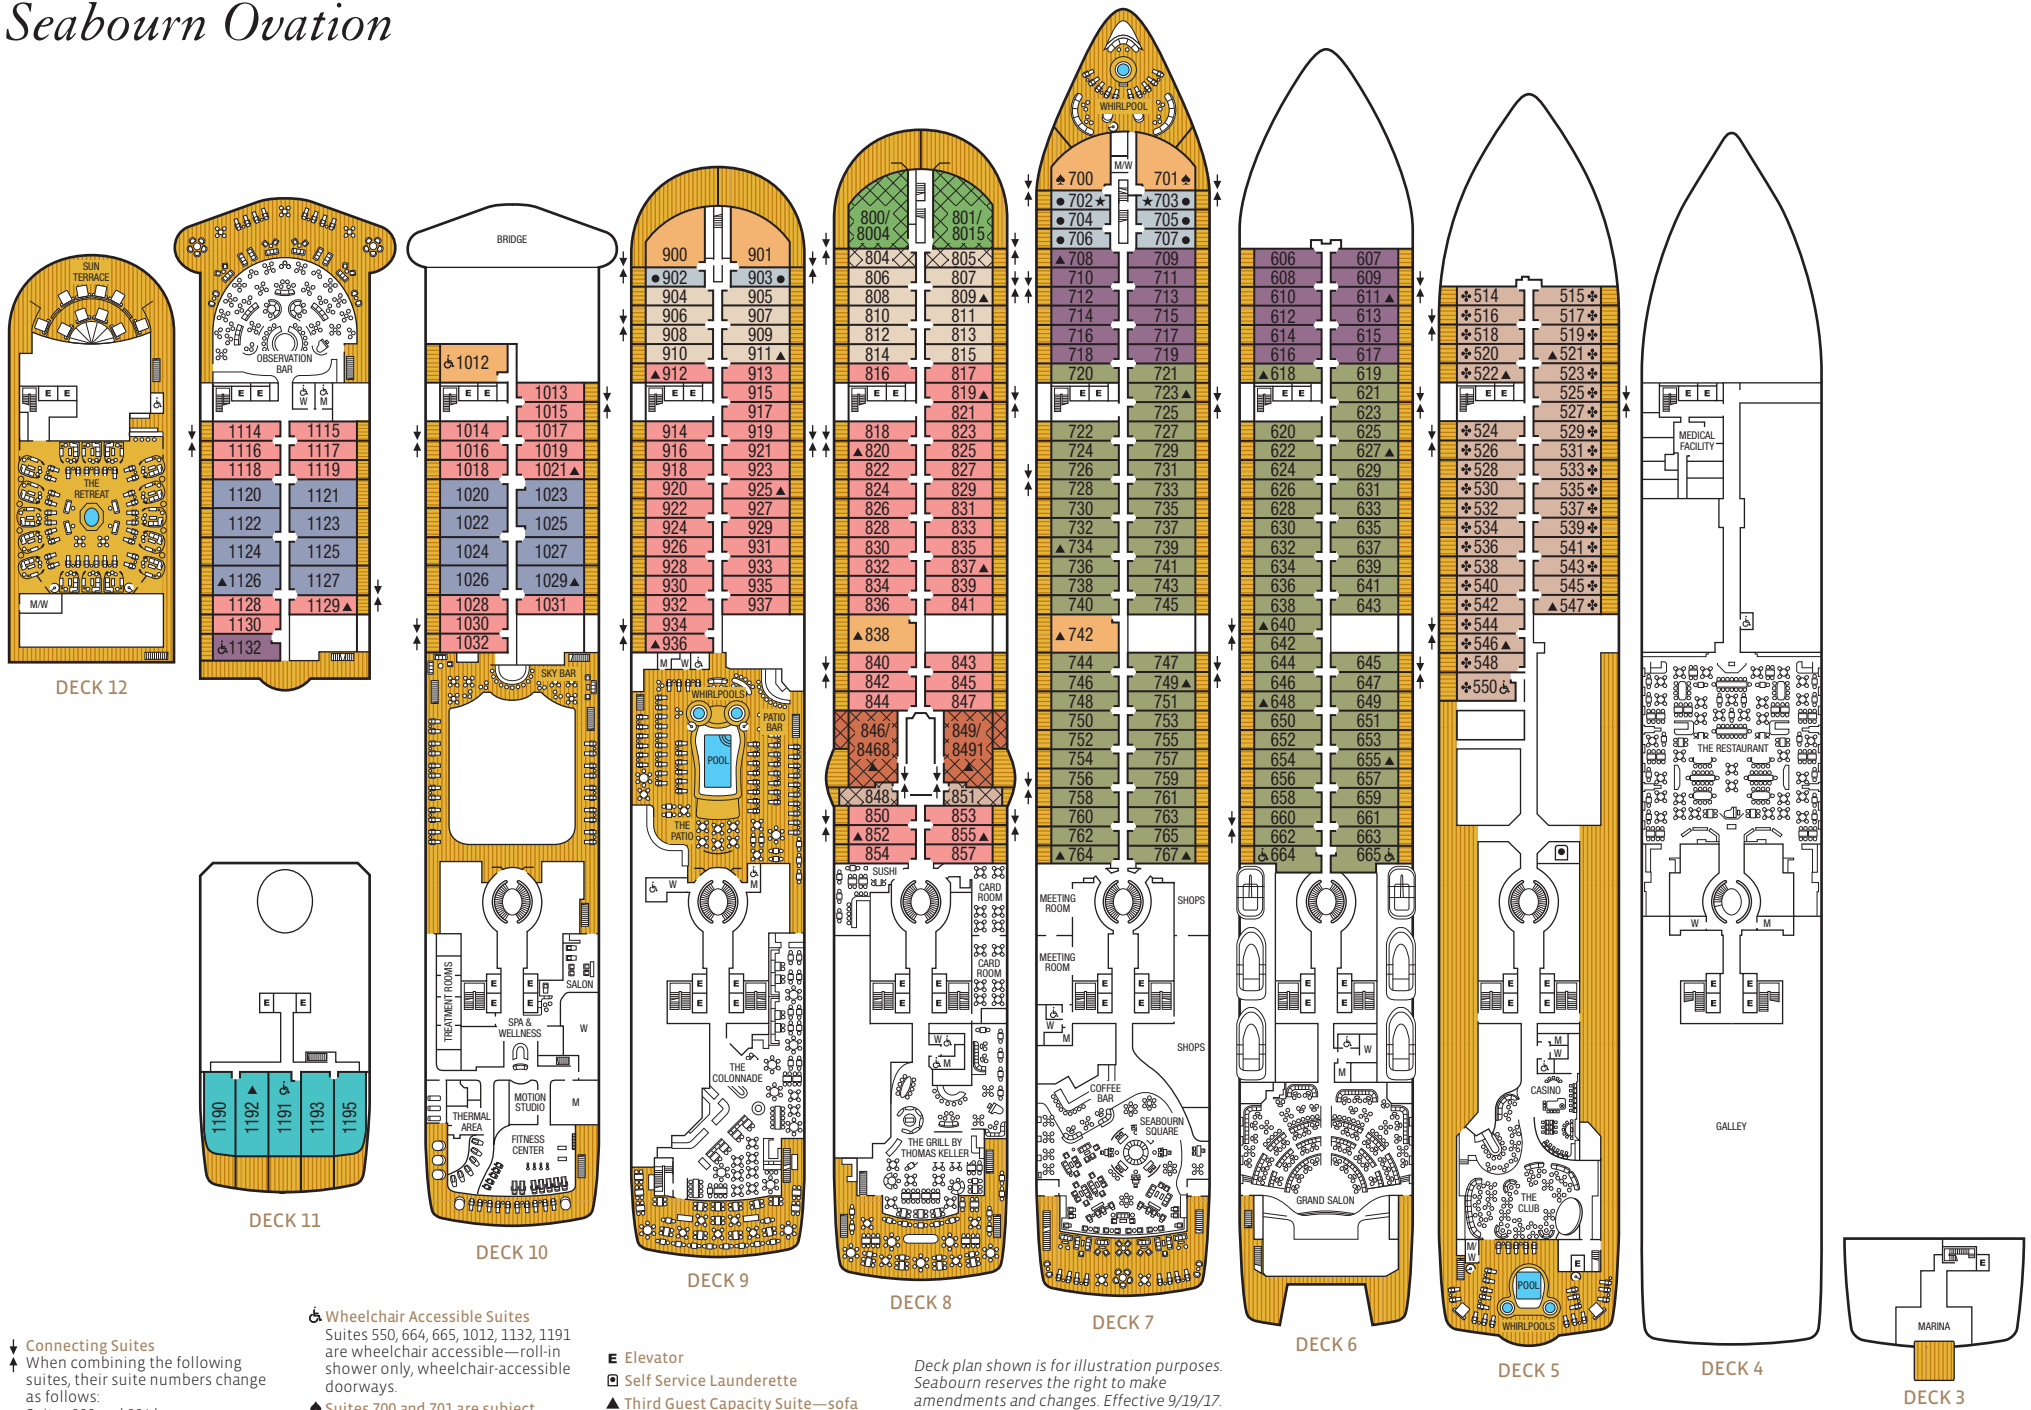 Seabourn Ovation
SUN
TERRACE
E E
THE
RETREAT
M/W
DECK 12
OBSERVATION
BAR
E E
W M
1114 1115
1116 1117
1118 1119
1120 1121
1122 1123
1124 1125
▲1126 1127
1128 1129▲
1130
1132
E E
1190 1192▲ 1191 1193 1195
DECK 11
BRIDGE
1012
E E
1013
1015
1014 1017
1016 1019
1018 1021▲
1020 1023
1022 1025
1024 1027
1026 1029▲
1028 1031
1030
1032
SKY BAR
TREATMENT ROOMS
SALON
E E
E E
SPA &
WELLNESS
W
MOTION
STUDIO
M
THERMAL
AREA
FITNESS
CENTER
DECK 10
900 901
●902 903●
904 905
906 907
908 909
910 911▲
▲912 913
E E
915
917
914 919
916 921
918 923
920 925▲
922 927
924 929
926 931
928 933
930 935
932 937
934
▲936
M W
WHIRLPOOLS
PATIO
BAR
POOL
THE
PATIO
W
M
E E
E E
THE
COLONNADE
DECK 9
800/
8004
801/
8015
804 805
806 807
808 809▲
810 811
812 813
814 815
816 817
E E
819▲
821
818 823
▲820 825
822 827
824 829
826 831
828 833
830 835
832 837▲
834 839
836 841
▲838
840 843
842 845
844 847
846/
8468
▲
849/
8491
▲
848 851
850 853
▲852 855▲
854 857
SUSHI
CARD
ROOM
CARD
ROOM
E E
E E
W
M
THE GRILL BY
THOMAS KELLER
DECK 8
WHIRLPOOL
M/W
♠700 701♠
●702★ ★703●
●704 705●
●706 707●
▲708 709
710 711
712 713
714 715
716 717
718 719
720 721
E E
723▲
725
722 727
724 729
726 731
728 733
730 735
732 737
▲734 739
736 741
738 743
740 745
▲742
744 747
746 749▲
748 751
750 753
752 755
754 757
756 759
758 761
760 763
762 765
▲764 767▲
MEETING
ROOM
SHOPS
MEETING
ROOM
E E
E E
W
M
SHOPS
COFFEE
BAR
SEABOURN
SQUARE
DECK 7
606 607
608 609
610 611▲
612 613
614 615
616 617
▲618 619
E E
621
623
620 625
622 627▲
624 629
626 631
628 633
630 635
632 637
634 639
636 641
638 643
▲640
642
644 645
646 647
▲648 649
650 651
652 653
654 655▲
656 657
658 659
660 661
662 663
664 665
E E
E E
W
M
GRAND SALON
DECK 6
✤514 515✤
✤516 517✤
✤518 519✤
✤520 ▲521✤
✤522▲ 523✤
E E
525✤
527✤
✤524 529✤
✤526 531✤
✤528 533✤
✤530 535✤
✤532 537✤
✤534 539✤
✤536 541✤
✤538 543✤
✤540 545✤
✤542 ▲547✤
✤544
✤546▲
✤548
✤550
E E
E E
M
W
CASINO
THE
CLUB
M/
W
E
POOL
WHIRLPOOLS
DECK 5
E E
MEDICAL
FACILITY
THE RESTAURANT
W M
E E
E E
GALLEY
DECK 4
E
MARINA
DECK 3
Connecting Suites
When combining the following
suites, their suite numbers change
as follows:
Wheelchair Accessible Suites
Suites 550, 664, 665, 1012, 1132, 1191
are wheelchair accessible—roll-in
shower only, wheelchair-accessible
doorways.
♠ Suites 700 and 701 are subject
E Elevator
Self Service Launderette
▲ Third Guest Capacity Suite—sofa
Deck plan shown is for illustration purposes.
Seabourn reserves the right to make
amendments and changes. Effective 9/19/17.